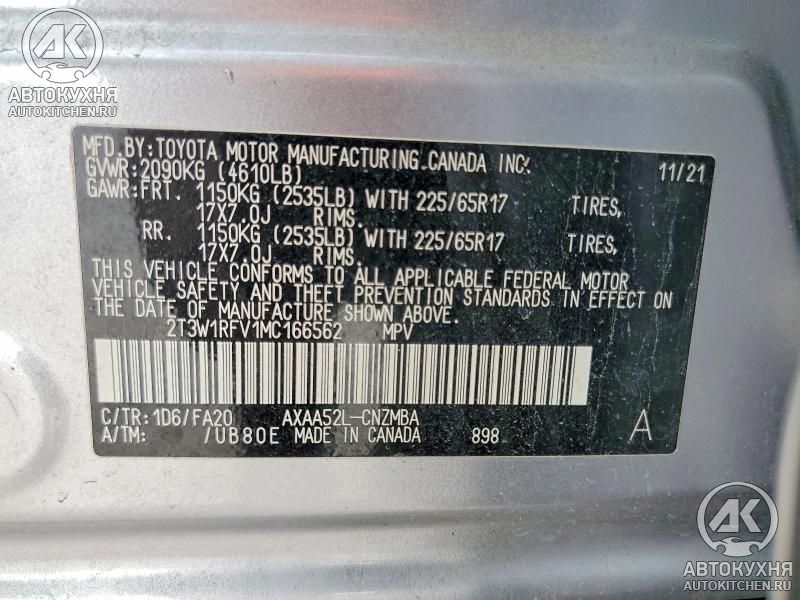 АК
АВТОКУХНЯ
AUTOKITCHEN.RU
MFD. BY: TOYOTA MOTOR MANUFACTURING CANADA INC. 11/21
GVWR: 2090KG (4610LB)
GAWR: FRT. 1150KG (2535LB) WITH 225/65R17 TIRES,
17X7.0J RIMS.
RR. 1150KG (2535LB) WITH 225/65R17 TIRES,
17X7.0J RIMS.
THIS VEHICLE CONFORMS TO ALL APPLICABLE FEDERAL MOTOR
VEHICLE SAFETY AND THEFT PREVENTION STANDARDS IN EFFECT ON
THE DATE OF MANUFACTURE SHOWN ABOVE.
2T3W1RFV1MC166562 MPV
C/TR: 1D6/FA20 AXAA52L-CNZMBA
A/TM: /UB80E MADE IN CANADA 898 A
АК
АВТОКУХНЯ
AUTOKITCHEN.RU